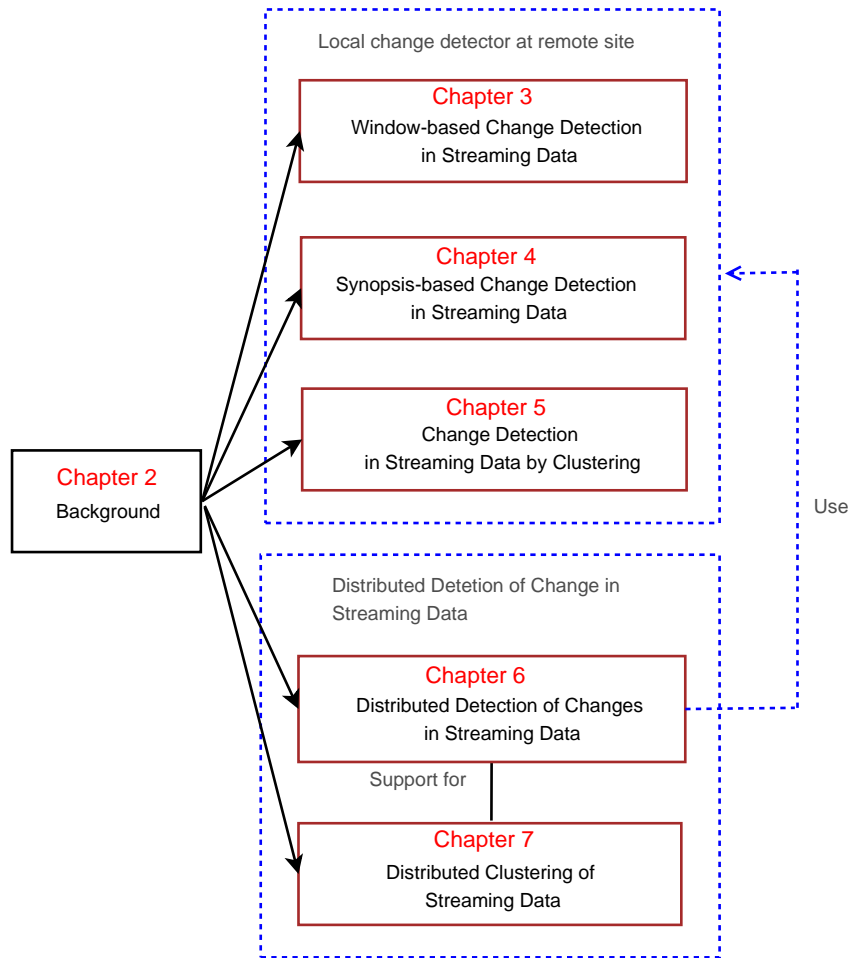 Local change detector at remote site
Chapter 3
Window-based Change Detection
in Streaming Data
Chapter 4
Synopsis-based Change Detection
in Streaming Data
Chapter 5
Change Detection
in Streaming Data by Clustering
Chapter 2
Background
Use
Distributed Detetion of Change in
Streaming Data
Chapter 6
Distributed Detection of Changes
in Streaming Data
Support for
Chapter 7
Distributed Clustering of
Streaming Data